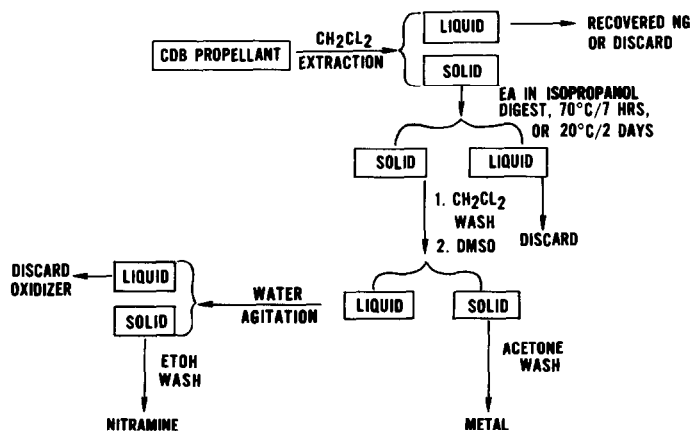 CDB PROPELLANT
CH2CL2
EXTRACTION
LIQUID
SOLID
RECOVERED NG
OR DISCARD
EA IN ISOPROPANOL
DIGEST, 70°C/7 HRS,
OR 20°C/2 DAYS
SOLID
LIQUID
1. CH2CL2
WASH
2. DMSO
DISCARD
LIQUID
SOLID
WATER
AGITATION
DISCARD
OXIDIZER
LIQUID
SOLID
ETOH
WASH
ACETONE
WASH
NITRAMINE
METAL